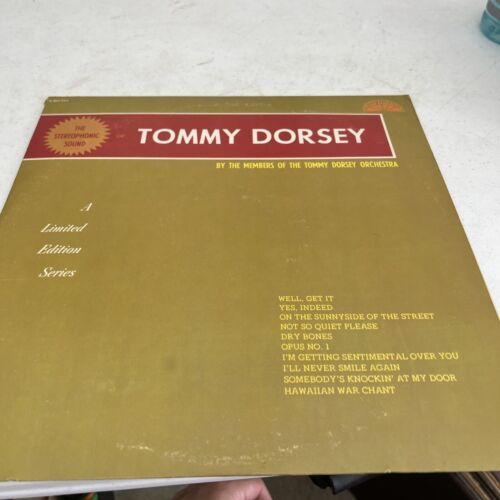 THE
STEREOPHONIC
SOUND
TOMMY DORSEY
BY THE MEMBERS OF THE TOMMY DORSEY ORCHESTRA
A
Limited
Edition
Series
WELL, GET IT
YES, INDEED
ON THE SUNNYSIDE OF THE STREET
NOT SO QUIET PLEASE
DRY BONES
OPUS NO. 1
I'M GETTING SENTIMENTAL OVER YOU
I'LL NEVER SMILE AGAIN
SOMEBODY'S KNOCKIN' AT MY DOOR
HAWAIIAN WAR CHANT